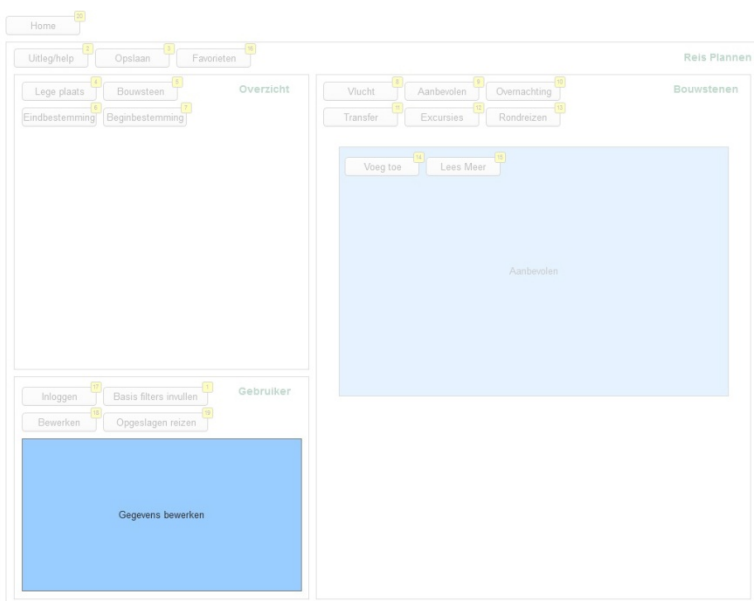 Home
Uitleg/help Opslaan Favorieten Reis Plannen
Lege plaats Bouwsteen Overzicht
Eindbestemming Beginbestemming
Vlucht Aanbevolen Overnachting Bouwstenen
Transfer Excursies Rondreizen
Voeg toe Lees Meer
Aanbevolen
Inloggen Basis filters invullen Gebruiker
Bewerken Opgeslagen reizen
Gegevens bewerken